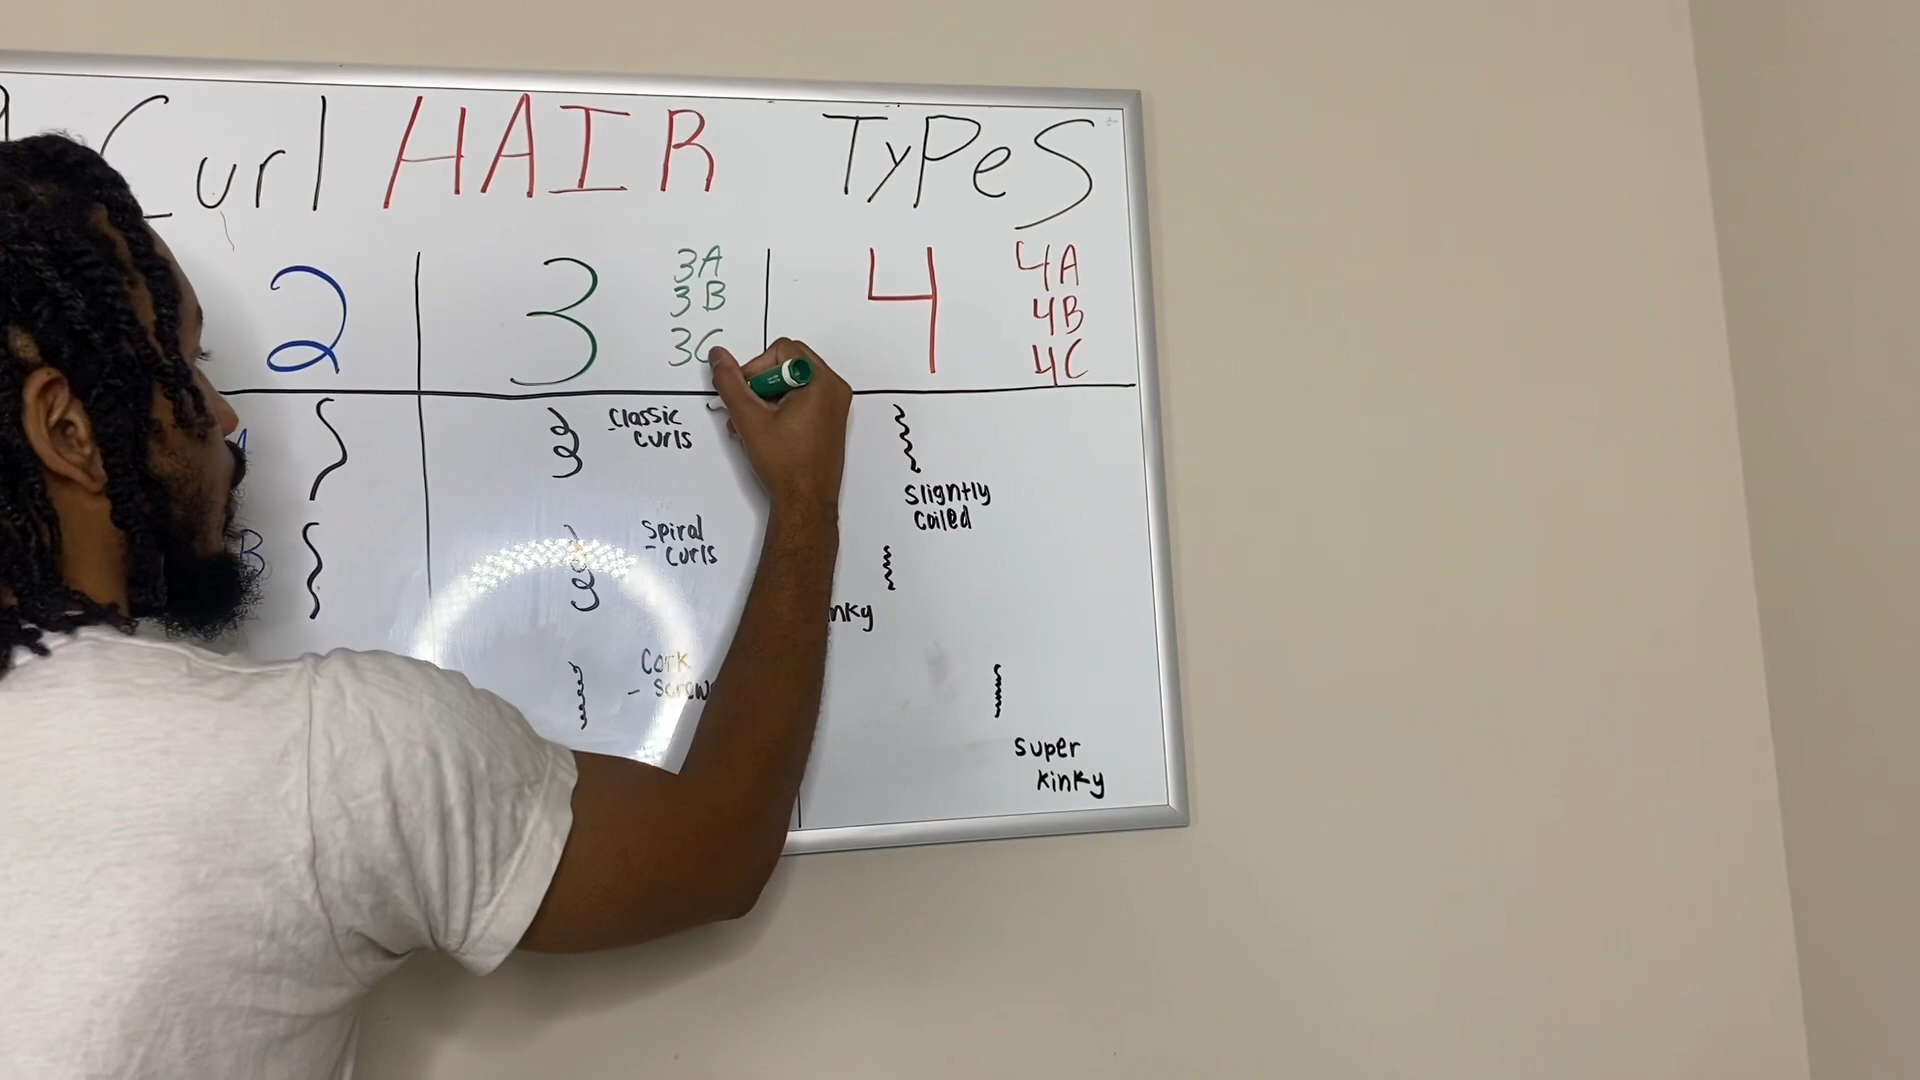 Curl HAIR TyPeS
2
3
3A
3B
3C
4
4A
4B
4C
Classic
curls
Spiral
- curls
Cork
- Screw
Slightly
coiled
Super
kinky